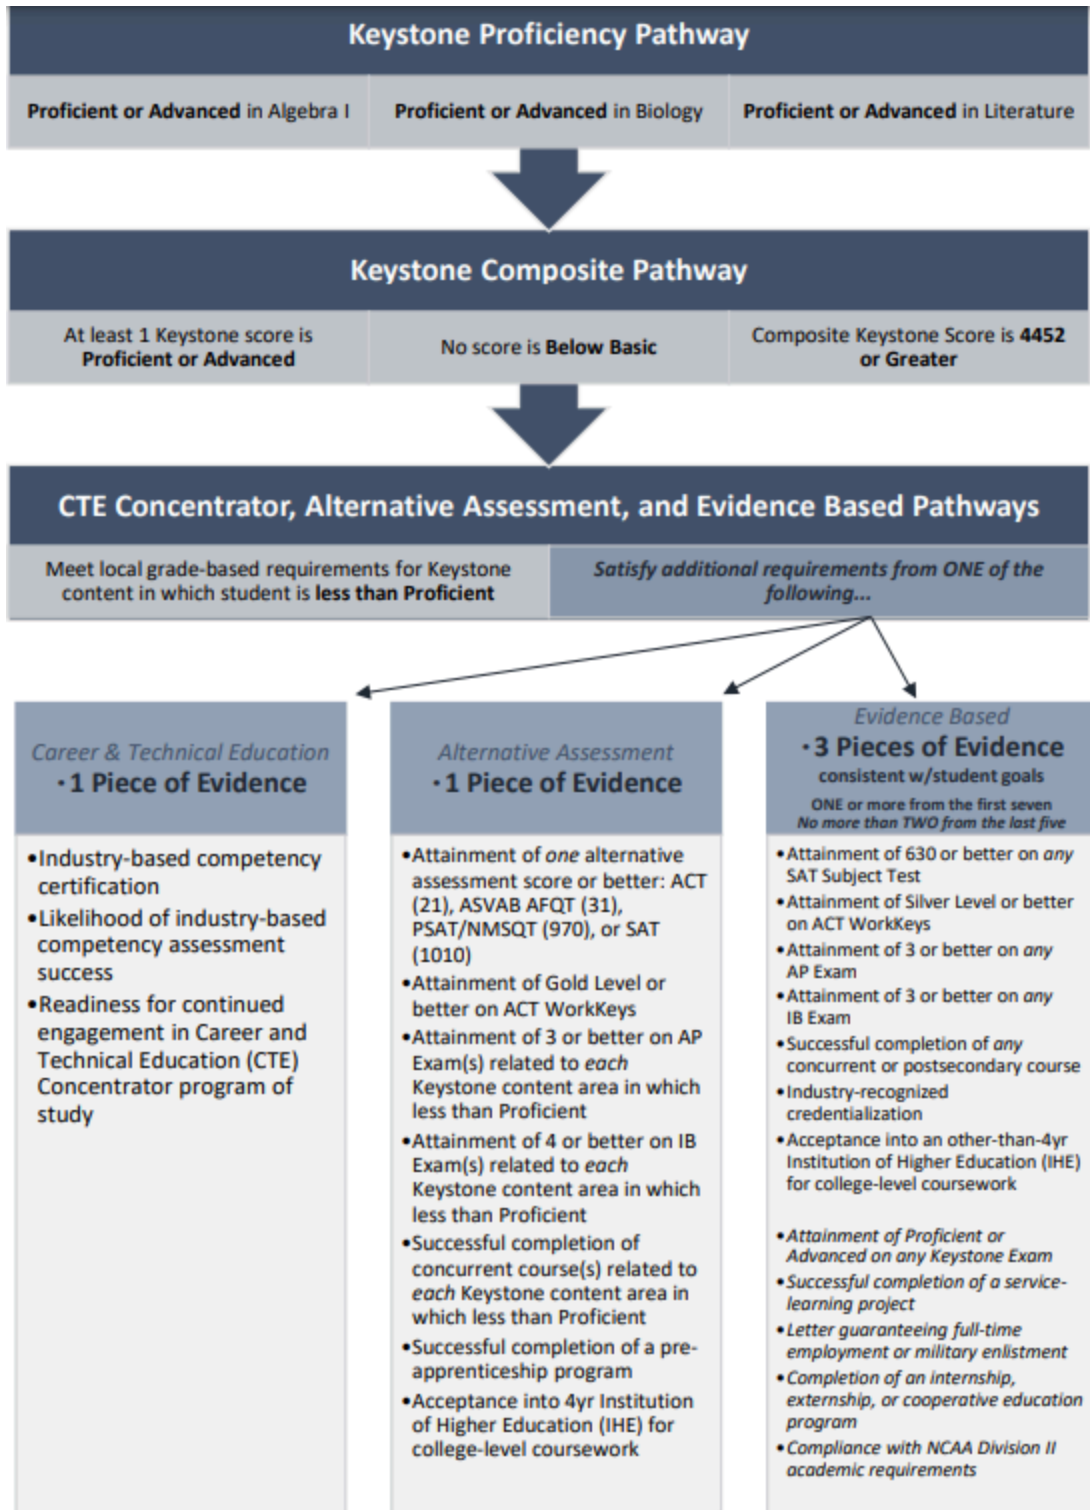 Keystone Proficiency Pathway
Proficient or Advanced in Algebra I
Proficient or Advanced in Biology
Proficient or Advanced in Literature
Keystone Composite Pathway
At least 1 Keystone score is
Proficient or Advanced
No score is Below Basic
Composite Keystone Score is 4452
or Greater
CTE Concentrator, Alternative Assessment, and Evidence Based Pathways
Meet local grade-based requirements for Keystone
content in which student is less than Proficient
Satisfy additional requirements from ONE of the
following...
Career & Technical Education
· 1 Piece of Evidence
•Industry-based competency
certification
•Likelihood of industry-based
competency assessment
success
•Readiness for continued
engagement in Career and
Technical Education (CTE)
Concentrator program of
study
Alternative Assessment
· 1 Piece of Evidence
•Attainment of one alternative
assessment score or better: ACT
(21), ASVAB AFQT (31),
PSAT/NMSQT (970), or SAT
(1010)
•Attainment of Gold Level or
better on ACT WorkKeys
•Attainment of 3 or better on AP
Exam(s) related to each
Keystone content area in which
less than Proficient
•Attainment of 4 or better on IB
Exam(s) related to each
Keystone content area in which
less than Proficient
•Successful completion of
concurrent course(s) related to
each Keystone content area in
which less than Proficient
•Successful completion of a pre-
apprenticeship program
•Acceptance into 4yr Institution
of Higher Education (IHE) for
college-level coursework
Evidence Based
· 3 Pieces of Evidence
consistent w/student goals
ONE or more from the first seven
No more than TWO from the last five
•Attainment of 630 or better on any
SAT Subject Test
•Attainment of Silver Level or better
on ACT WorkKeys
•Attainment of 3 or better on any
AP Exam
•Attainment of 3 or better on any
IB Exam
•Successful completion of any
concurrent or postsecondary course
•Industry-recognized
credentialization
•Acceptance into an other-than-4yr
Institution of Higher Education (IHE)
for college-level coursework
•Attainment of Proficient or
Advanced on any Keystone Exam
•Successful completion of a service-
learning project
•Letter guaranteeing full-time
employment or military enlistment
•Completion of an internship,
externship, or cooperative education
program
•Compliance with NCAA Division II
academic requirements